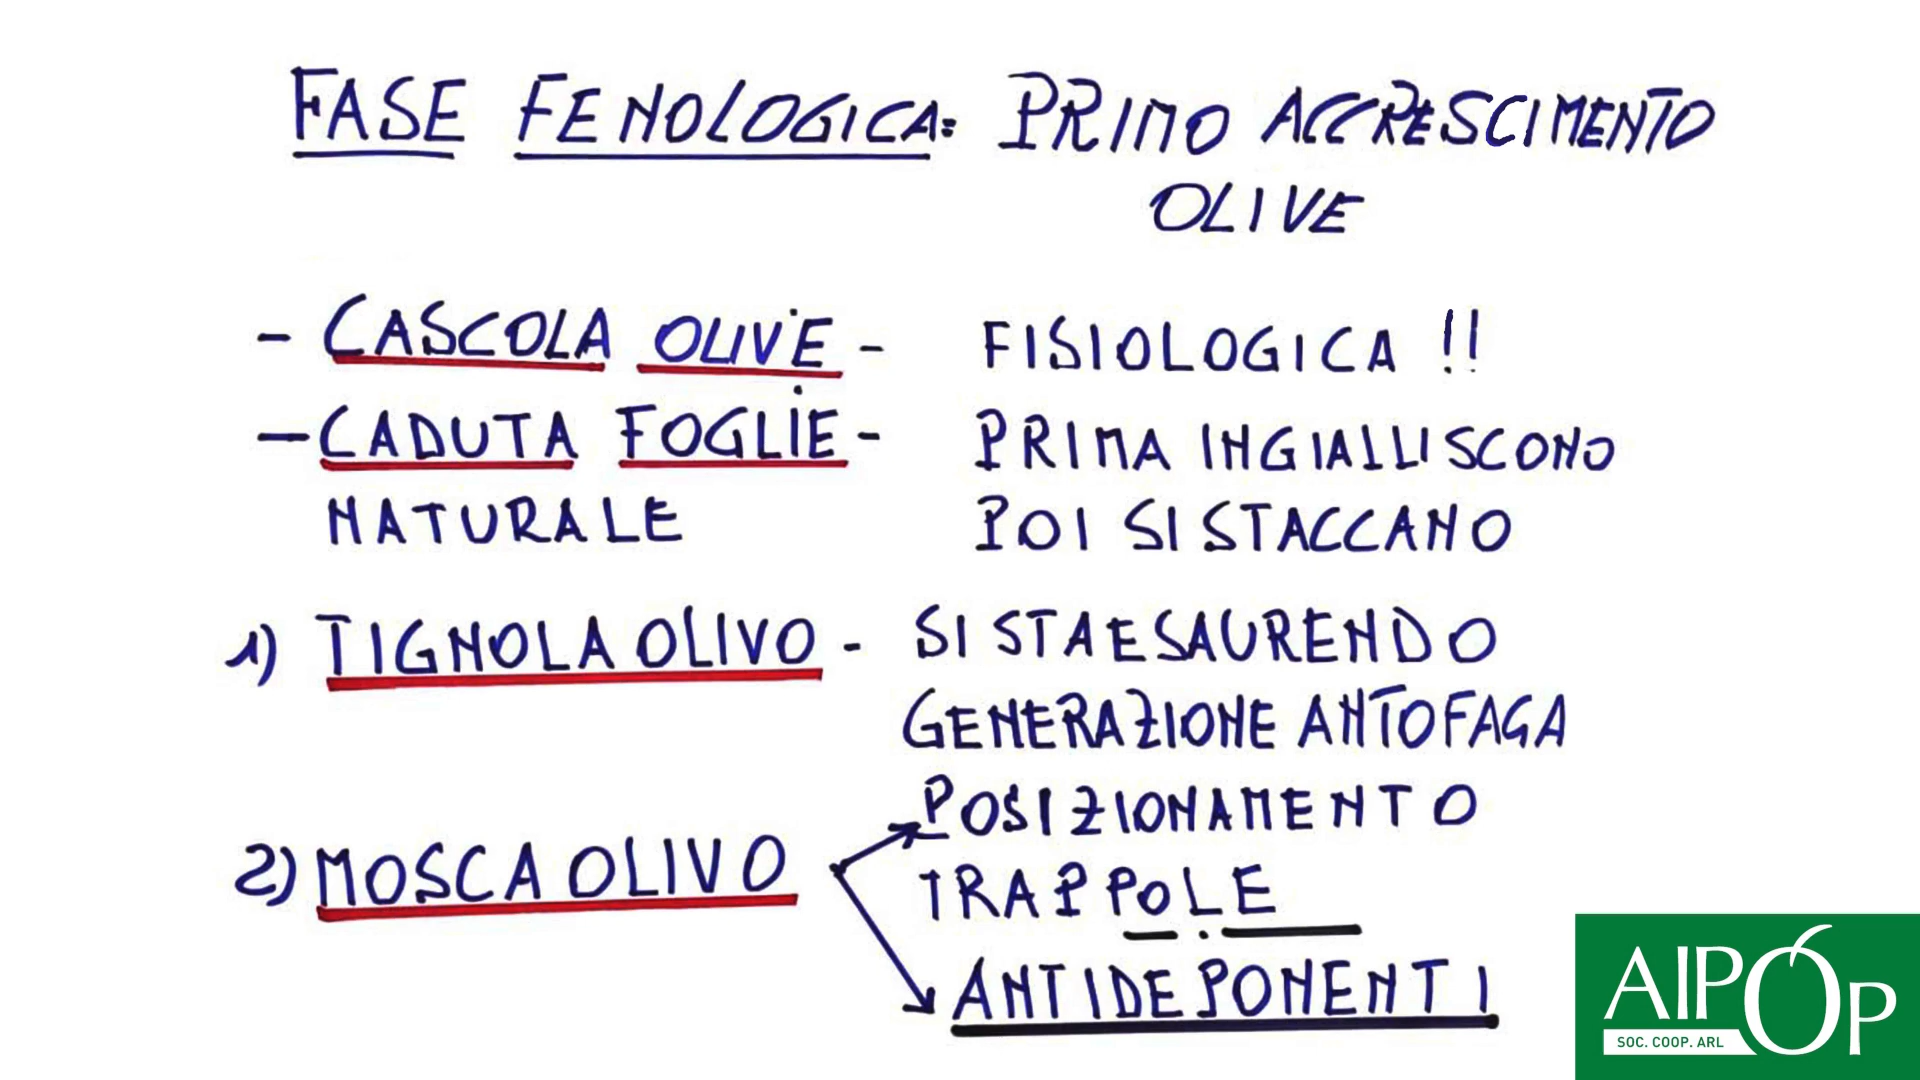 FASE FENOLOGICA: PRIMO ACCRESCIMENTO
OLIVE
- CASCOLA OLIVE - FISIOLOGICA !!
- CADUTA FOGLIE - PRIMA INGIALLISCONO
NATURALE POI SI STACCANO
1) TIGNOLA OLIVO - SI STA ESAURENDO
GENERAZIONE ANTOFAGA
POSIZIONAMENTO
2) MOSCA OLIVO
TRAPPOLE
ANTIDEPONENTI
AIPOOP
SOC. COOP. ARL